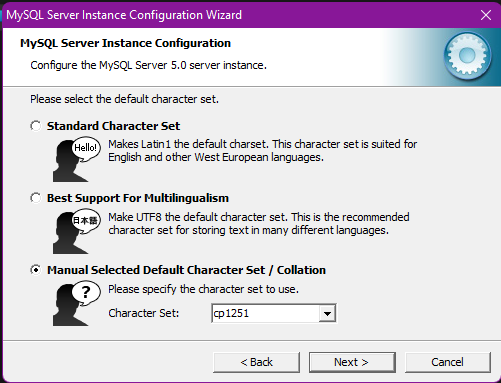 MySQL Server Instance Configuration Wizard
MySQL Server Instance Configuration
Configure the MySQL Server 5.0 server instance.
Please select the default character set.
Standard Character Set
Hello!
Makes Latin1 the default charset. This character set is suited for
English and other West European languages.
Best Support For Multilingualism
日本語
Make UTF8 the default character set. This is the recommended
character set for storing text in many different languages.
Manual Selected Default Character Set / Collation
?
Please specify the character set to use.
Character Set: cp1251
< Back Next > Cancel